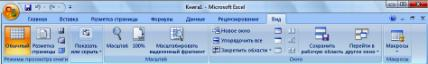 Книга1 - Microsoft Excel
Главная Вставка Разметка страницы Формулы Данные Рецензирование Вид
Обычный Разметка страницы Показать или скрыть Масштаб 100% Масштабировать выделенный фрагмент Новое окно Упорядочить все Закрепить области Сохранить рабочую область Перейти в другое окно Макросы
Режимы просмотра книги Масштаб Окно Макросы